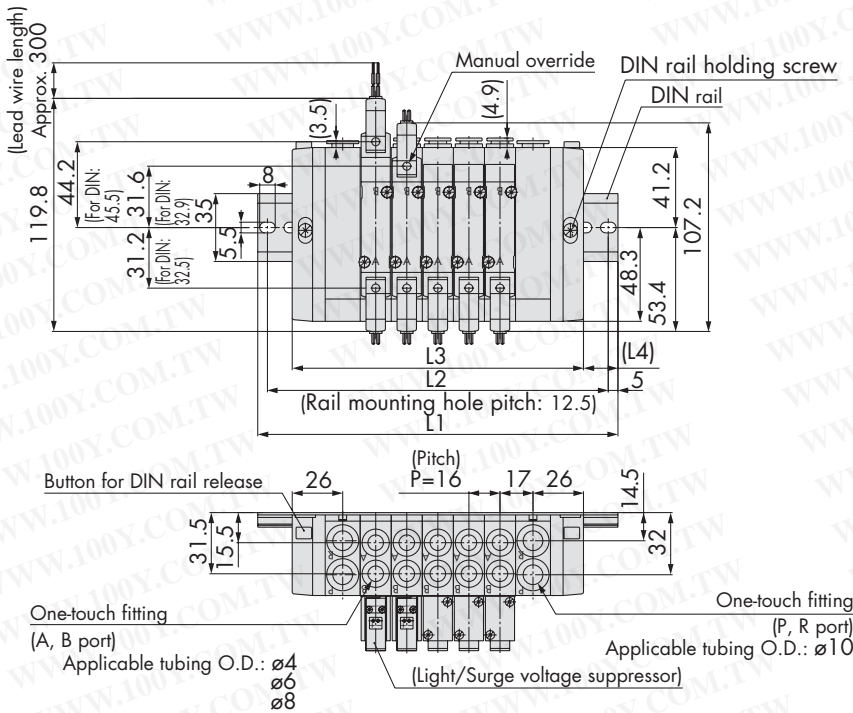 (Lead wire length)
Approx. 300
119.8
44.2
(For DIN: 45.5)
31.6
(For DIN: 32.9)
31.2
(For DIN: 32.5)
8
35
5.5
(3.5)
Manual override
(4.9)
DIN rail holding screw
DIN rail
41.2
107.2
48.3
53.4
B B B B B
A A A A A
L3
(L4)
L2
5
(Rail mounting hole pitch: 12.5)
L1
(Pitch)
Button for DIN rail release
26
P=16
17
26
14.5
31.5
15.5
32
One-touch fitting
(A, B port)
Applicable tubing O.D.: ø4
ø6
ø8
(Light/Surge voltage suppressor)
One-touch fitting
(P, R port)
Applicable tubing O.D.: ø10
WWW.100Y.COM.TW